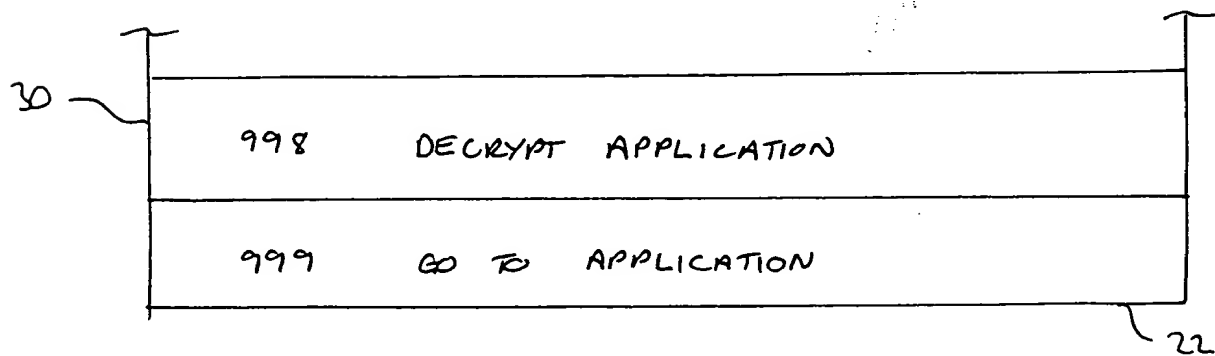 30
998 DECRYPT APPLICATION
999 GO TO APPLICATION
22